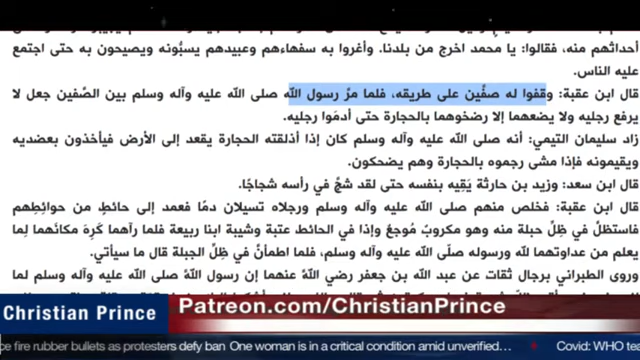 أحداثهم منه، فقالوا: يا محمد اخرج من بلدنا. وأغروا به سفهاءهم وعبيدهم يسبُّونه ويصيحون به حتى اجتمع
عليه الناس.
قال ابن عقبة: وقفوا له صفَّين على طريقه، فلما مرَّ رسول الله صلى الله عليه وآله وسلم بين الصَّفين جعل لا
يرفع رجليه ولا يضعهما إلا رضخوهما بالحجارة حتى أدمَوا رجليه.
زاد سليمان التيمي: أنه صلى الله عليه وآله وسلم كان إذا أذلقته الحجارة يقعد إلى الأرض فيأخذون بعضديه
ويقيمونه فإذا مشى رجموه بالحجارة وهم يضحكون.
قال ابن سعد: وزيد بن حارثة يَقِيه بنفسه حتى لقد شجَّ في رأسه شجاجًا.
قال ابن عقبة: فخلص منهم صلى الله عليه وآله وسلم ورجلاه تسيلان دمًا فعمد إلى حائطٍ من حوائِطِهم
فاستظلَّ في ظِلِّ حبلة منه وهو مكروبٌ مُوجعٌ وإذا في الحائط عتبة وشيبة ابنا ربيعة فلما رآهما كَرِهَ مكانَهما لِما
يعلم من عداوتهما لله ورسوله صلّى الله عليه وآله وسلم، فلما اطمأنَّ في ظِلِّ الجبلة قال ما سيأتي.
وروى الطبراني برجال ثقات عن عبد الله بن جعفر رضي اللهُ عنهما إن رسول اللهُ صلى الله عليه وآله وسلم لما
Christian Prince
Patreon.com/ChristianPrince
ce fire rubber bullets as protesters defy ban One woman is in a critical condition amid unverified… Covid: WHO tea